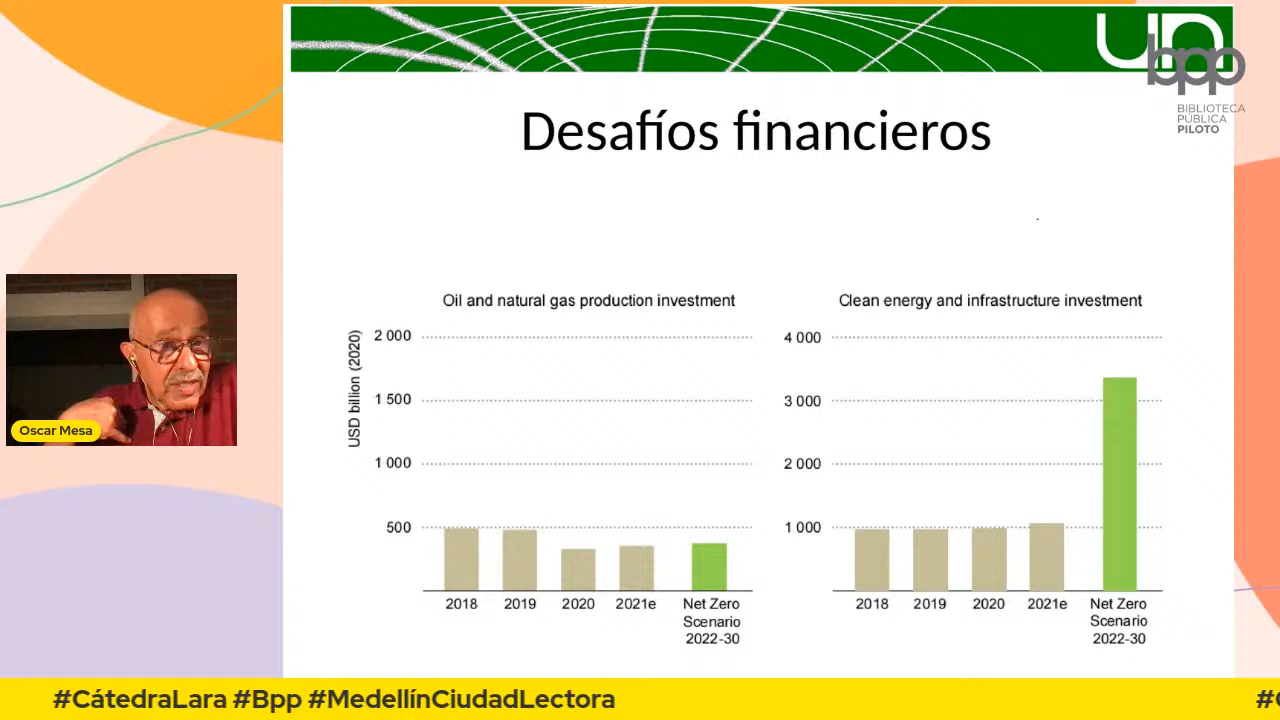 un
bpp
BIBLIOTECA
PÚBLICA
PILOTO
Desafíos financieros
Oil and natural gas production investment
USD billion (2020)
2 000
1 500
1 000
500
2018 2019 2020 2021e Net Zero
Scenario
2022-30
Clean energy and infrastructure investment
4 000
3 000
2 000
1 000
2018 2019 2020 2021e Net Zero
Scenario
2022-30
Oscar Mesa
#CátedraLara #Bpp #MedellínCiudadLectora